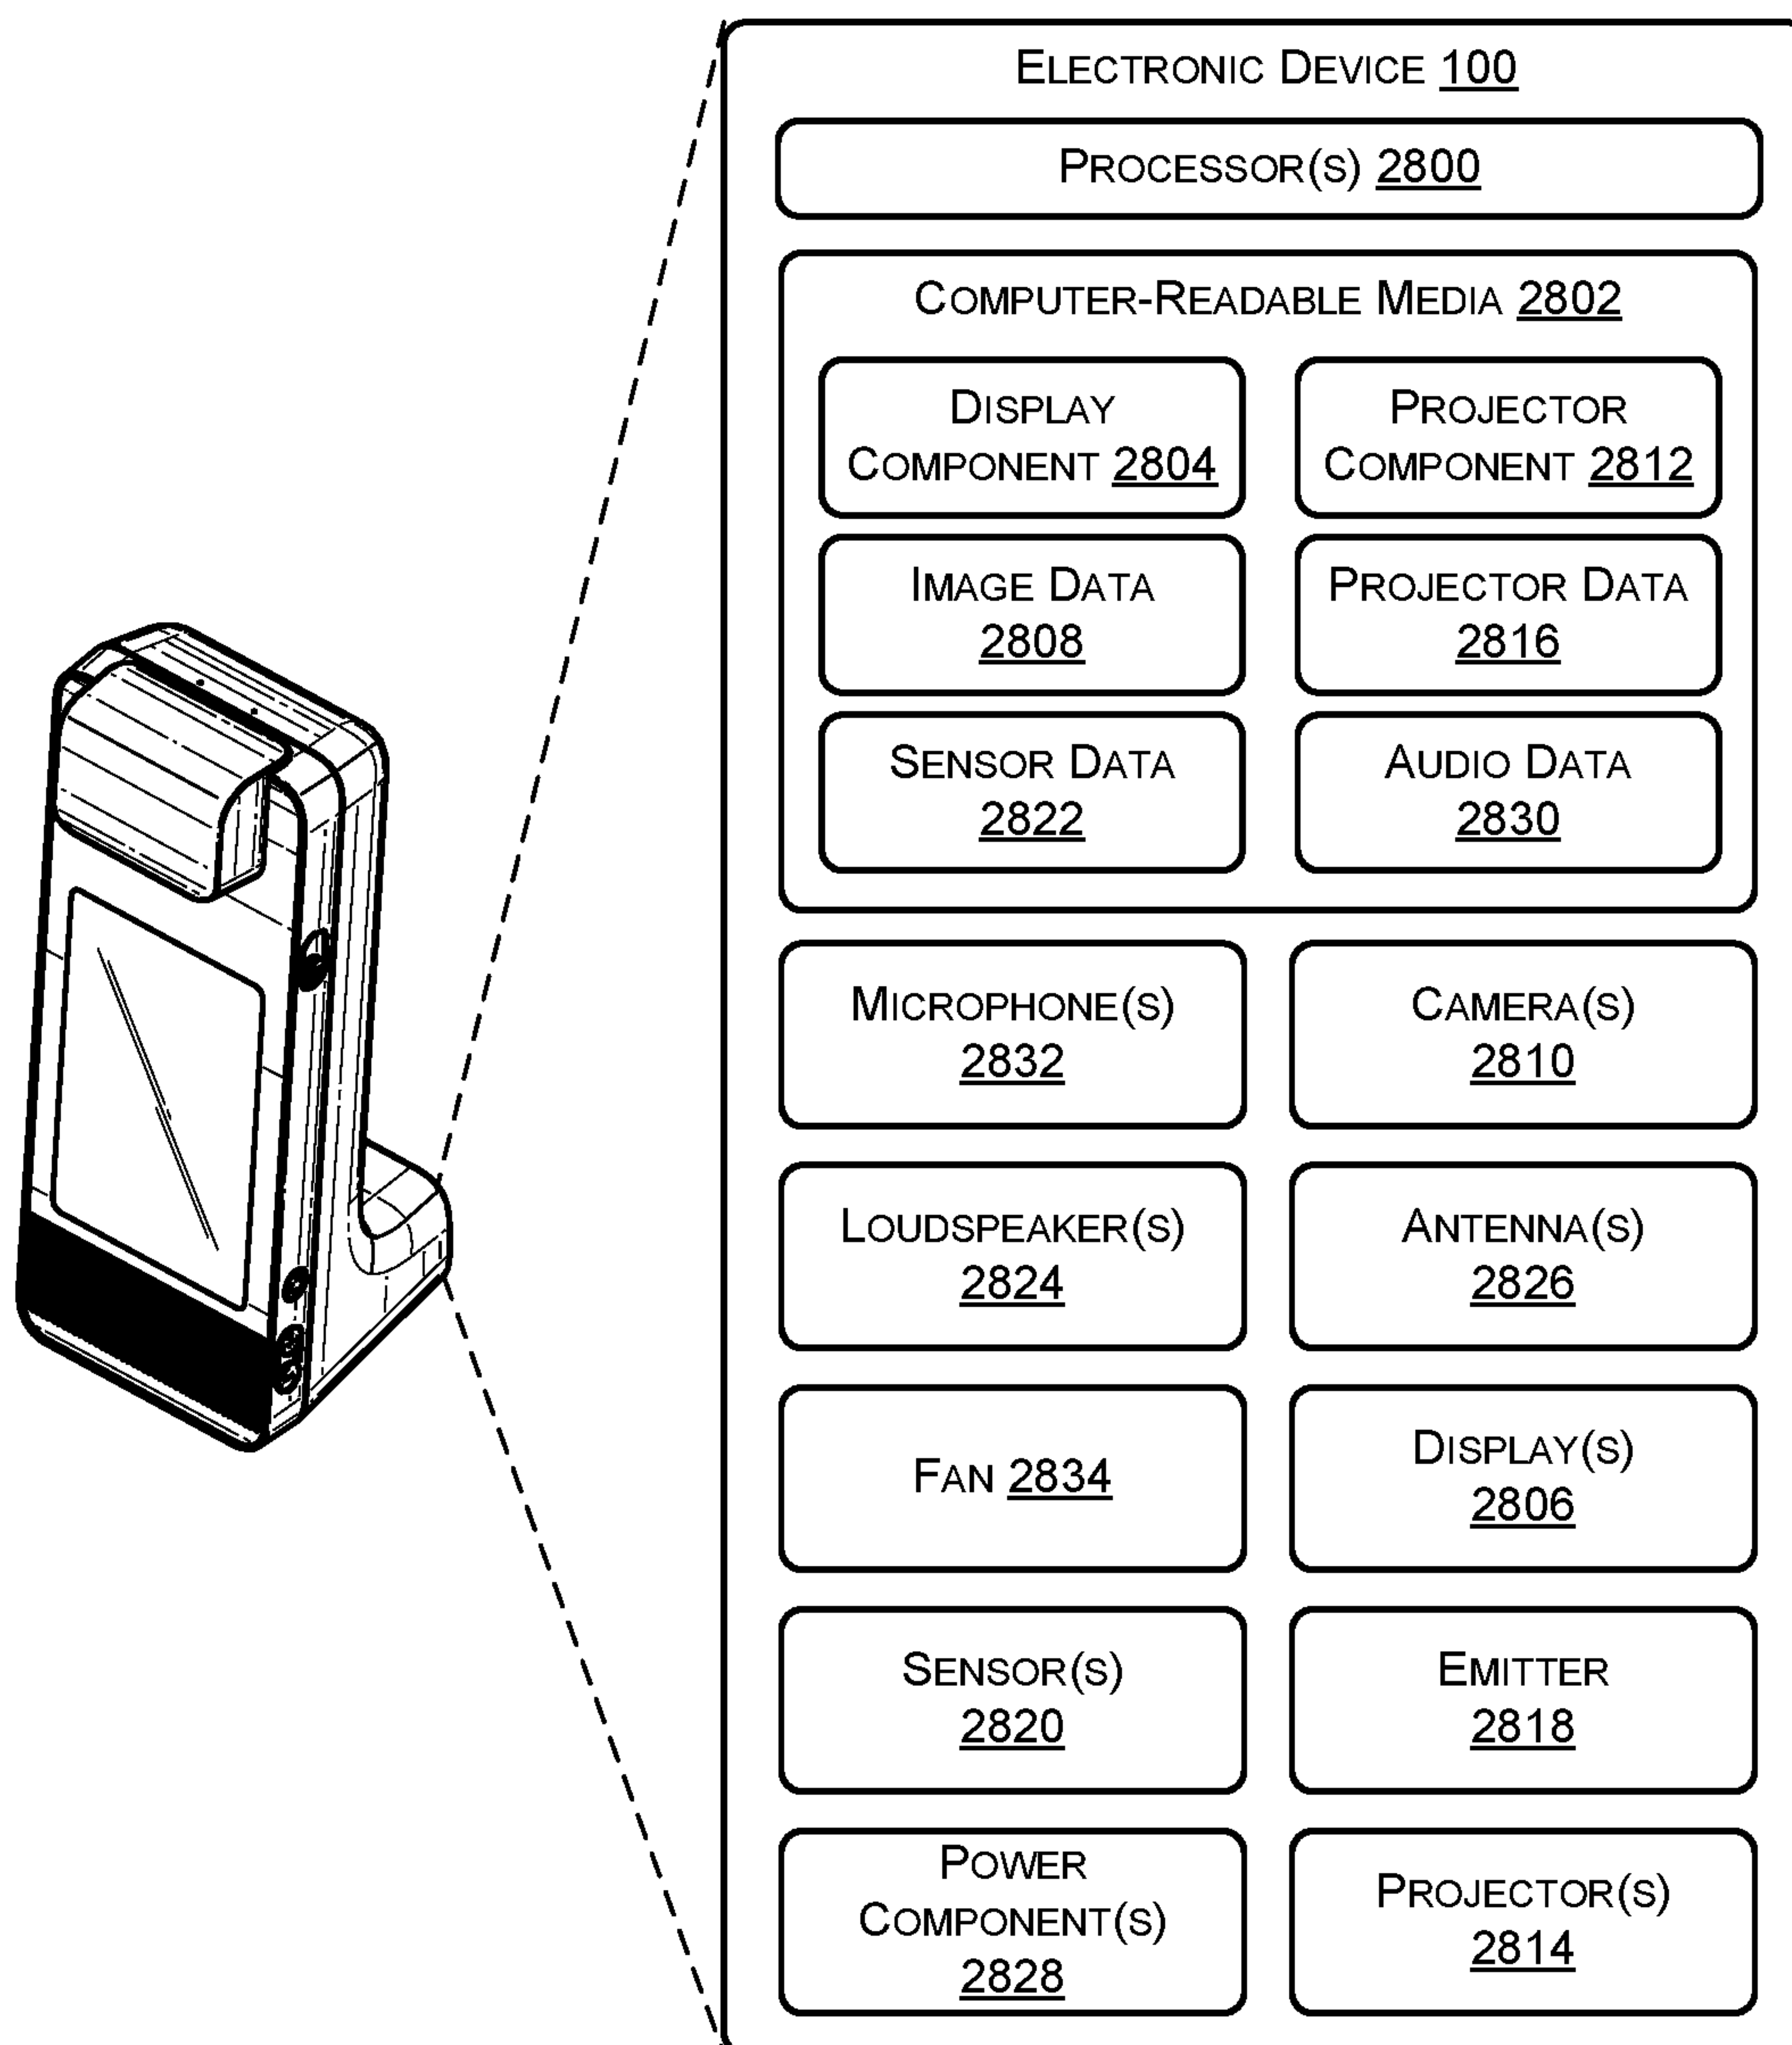 ELECTRONIC DEVICE 100
PROCESSOR(S) 2800
COMPUTER-READABLE MEDIA 2802
DISPLAY
COMPONENT 2804
PROJECTOR
COMPONENT 2812
IMAGE DATA
2808
PROJECTOR DATA
2816
SENSOR DATA
2822
AUDIO DATA
2830
MICROPHONE(S)
2832
CAMERA(S)
2810
LOUDSPEAKER(S)
2824
ANTENNA(S)
2826
FAN 2834
DISPLAY(S)
2806
SENSOR(S)
2820
EMITTER
2818
POWER
COMPONENT(S)
2828
PROJECTOR(S)
2814